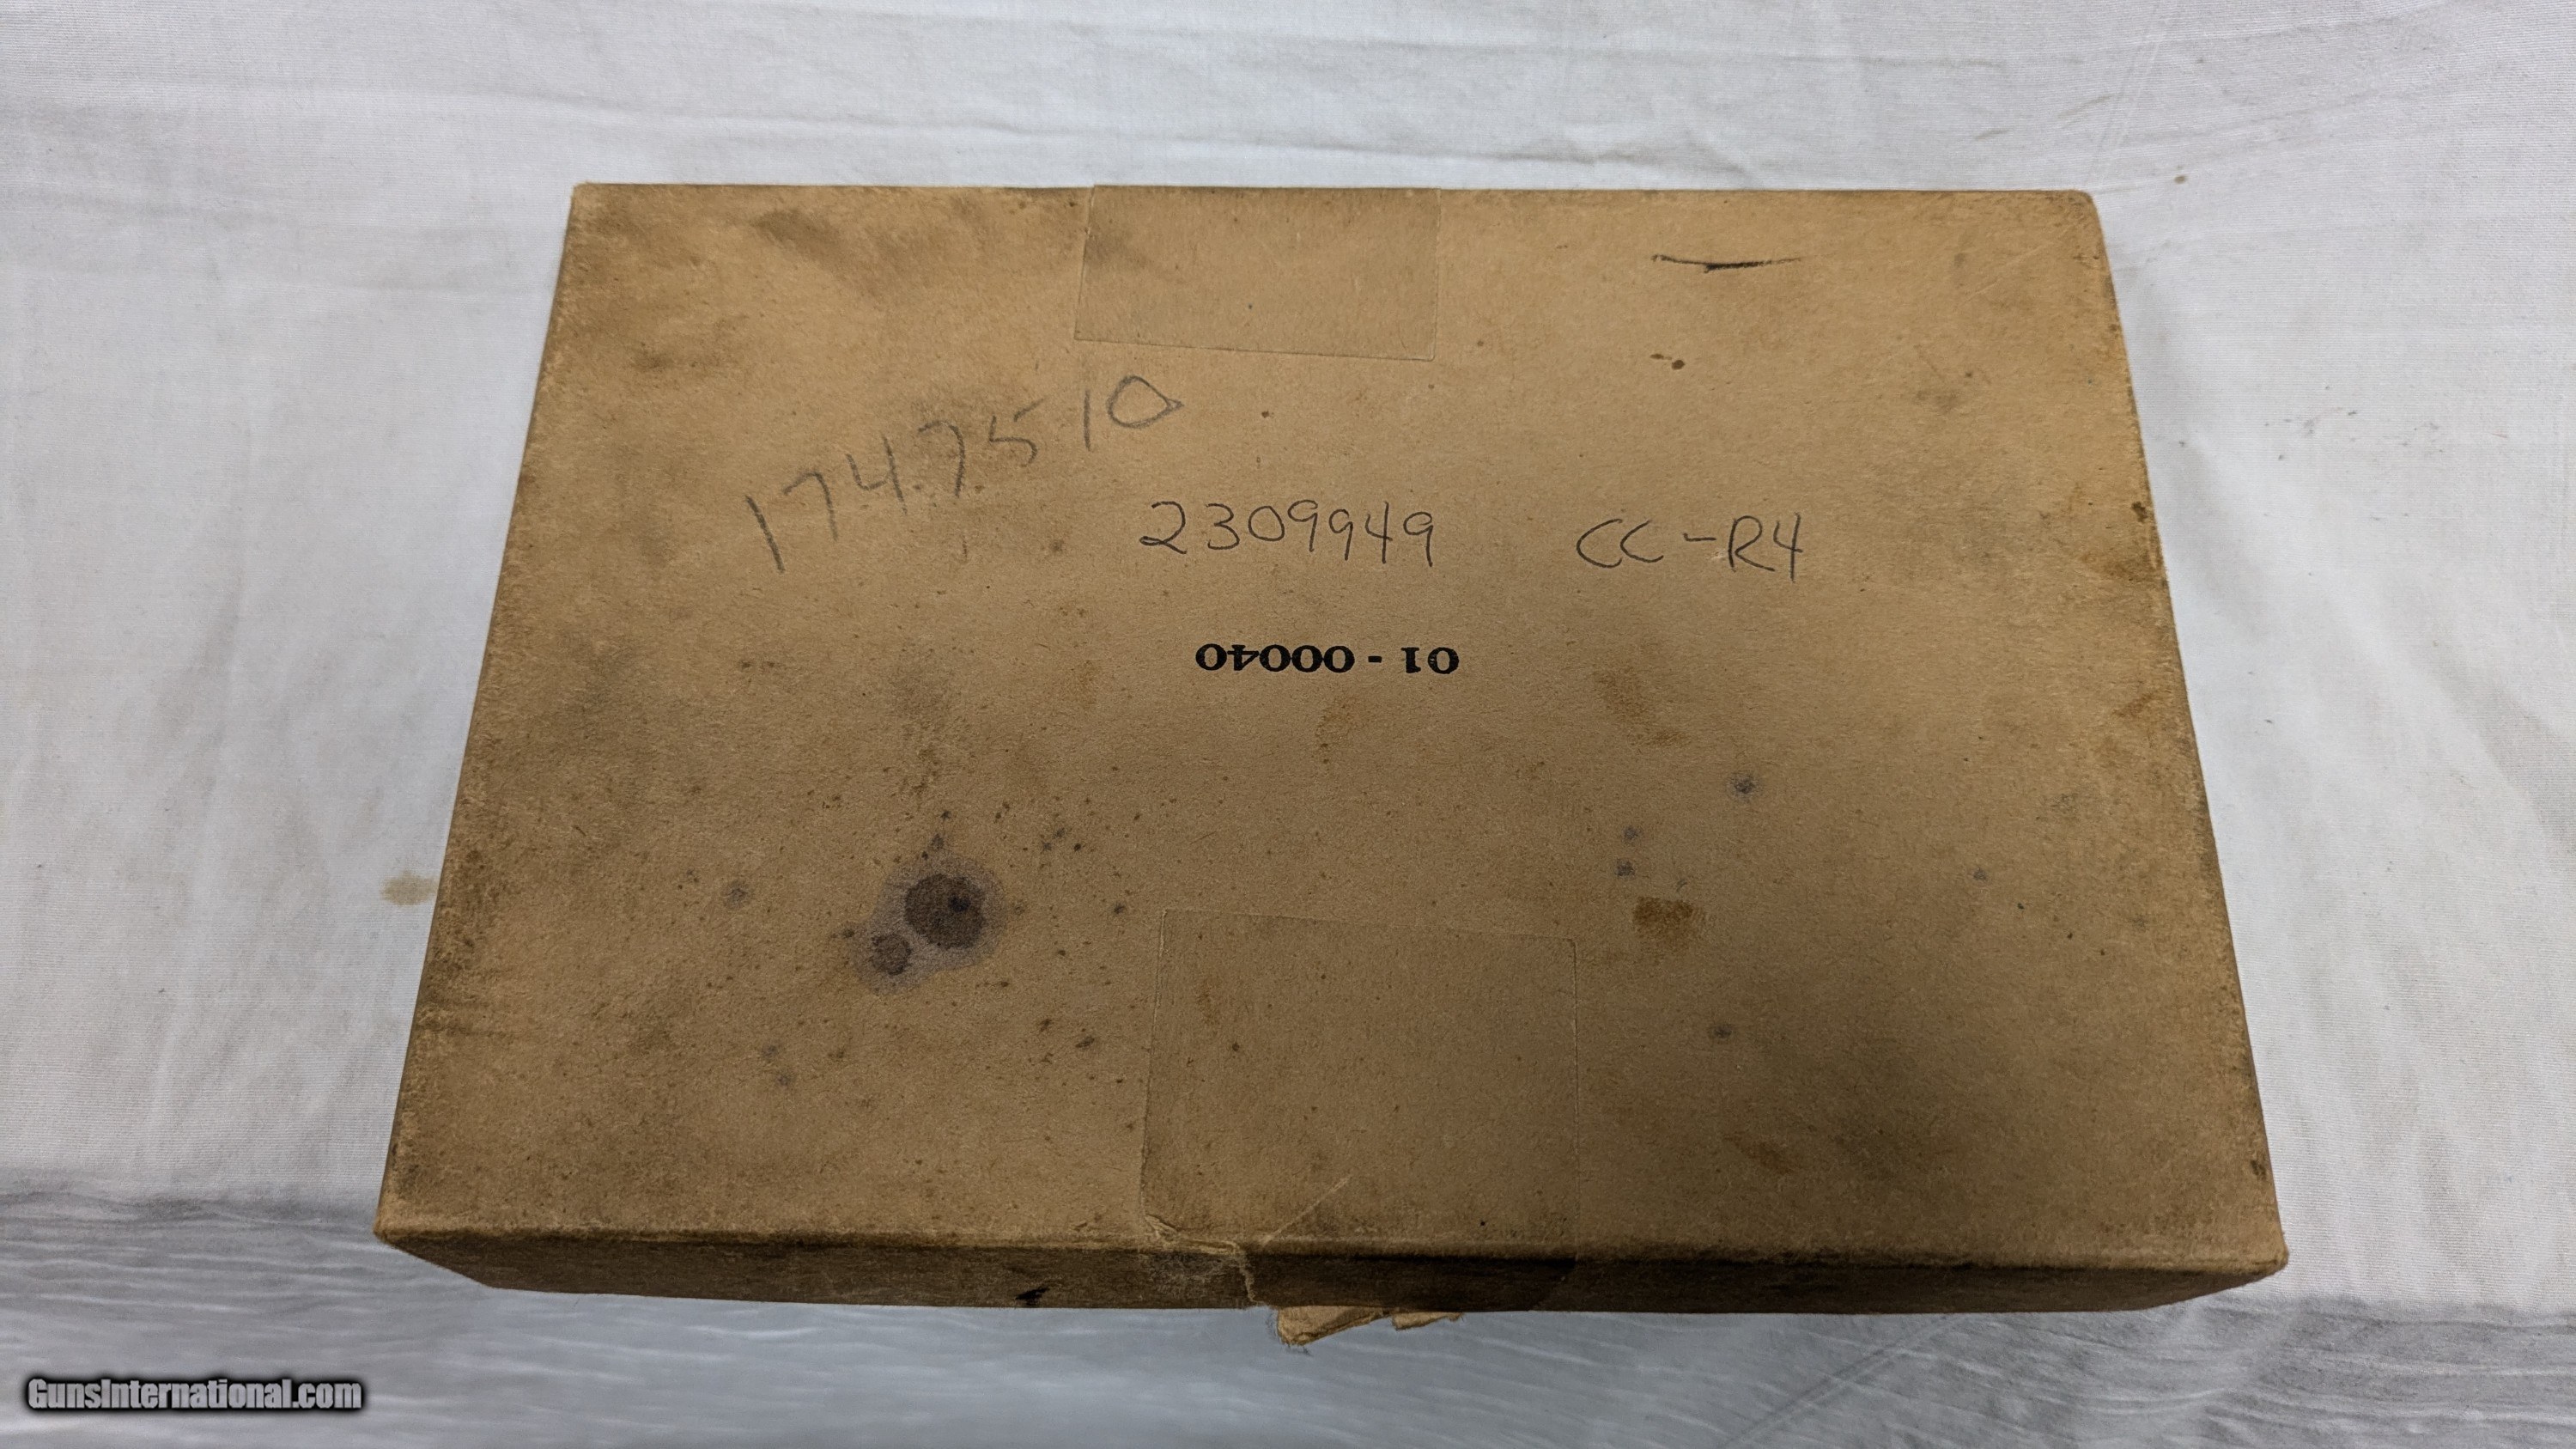 1747510
2309949 CC-R4
01-00040
GunsInternational.com